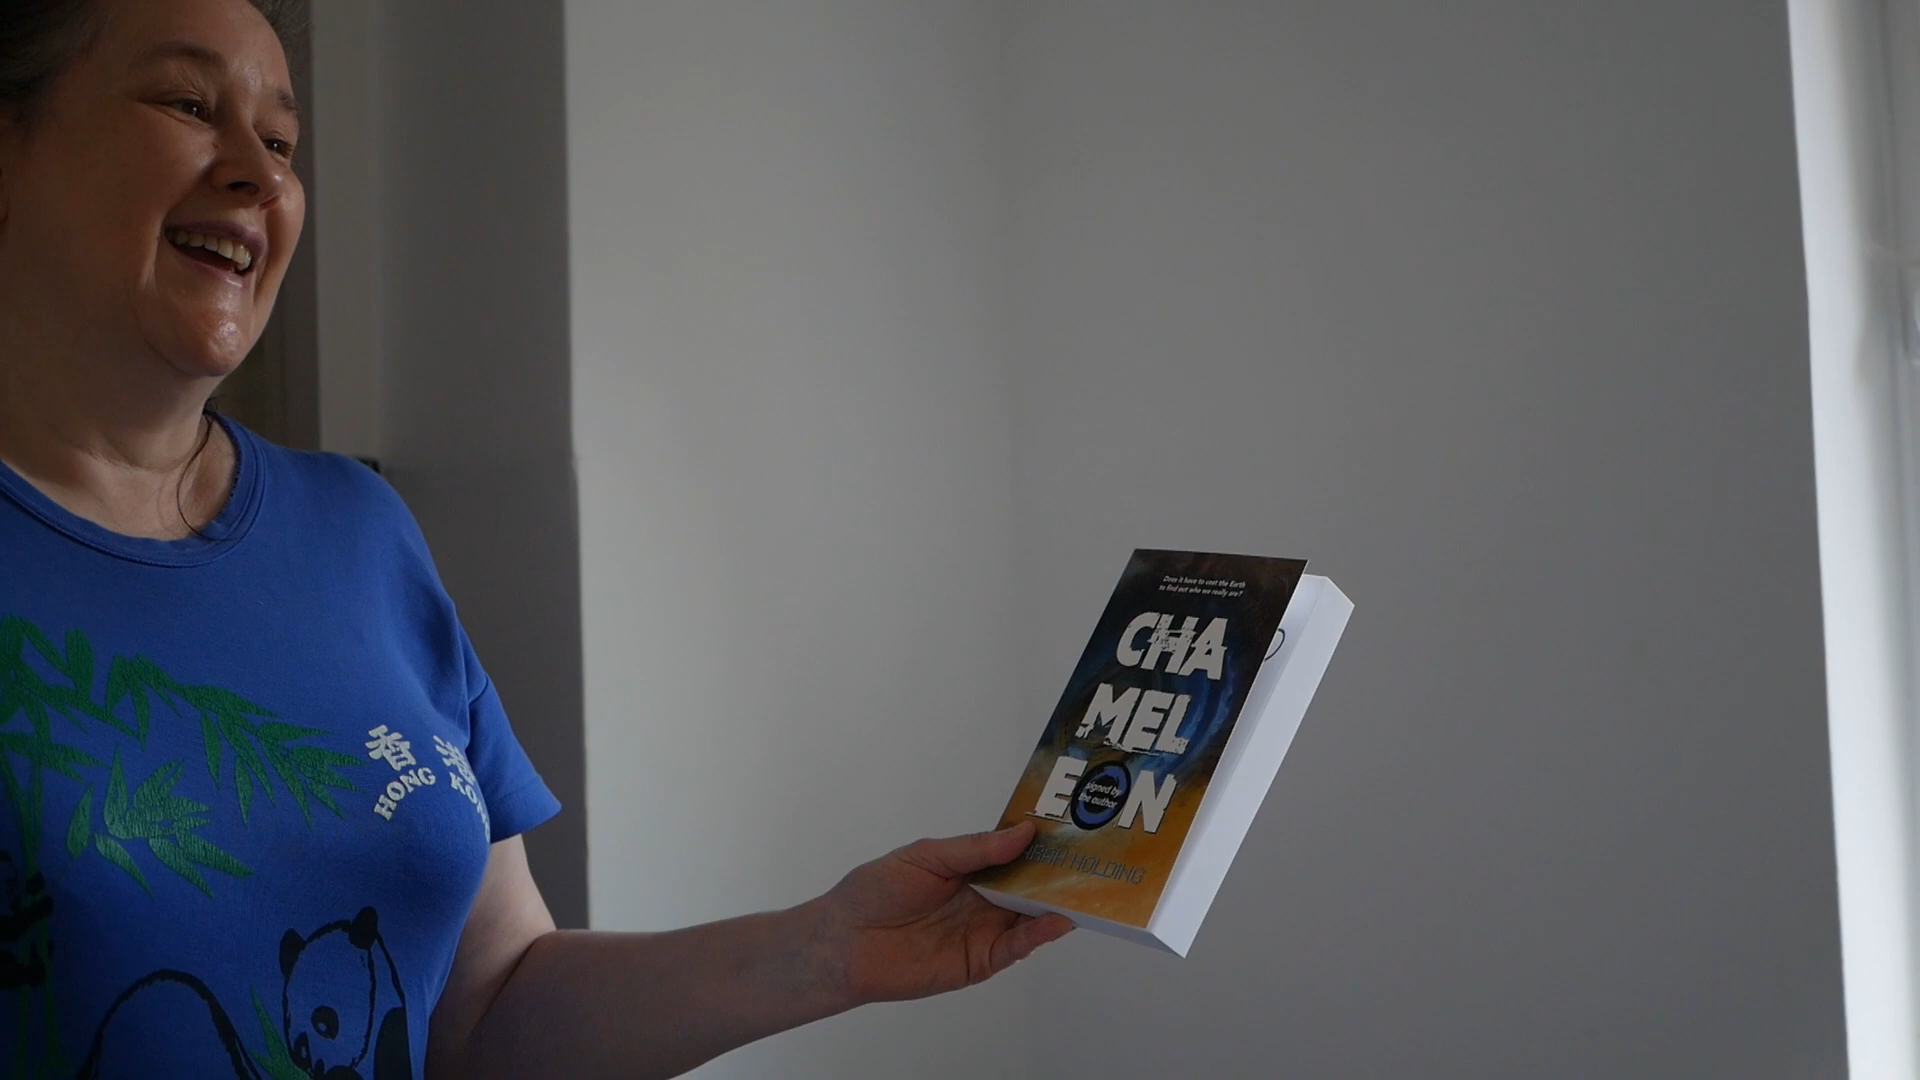 Does it have to cost the Earth
to find out who we really are?
CHA
MEL
EON
signed by
the author
HOLDING
香港
HONG KONG